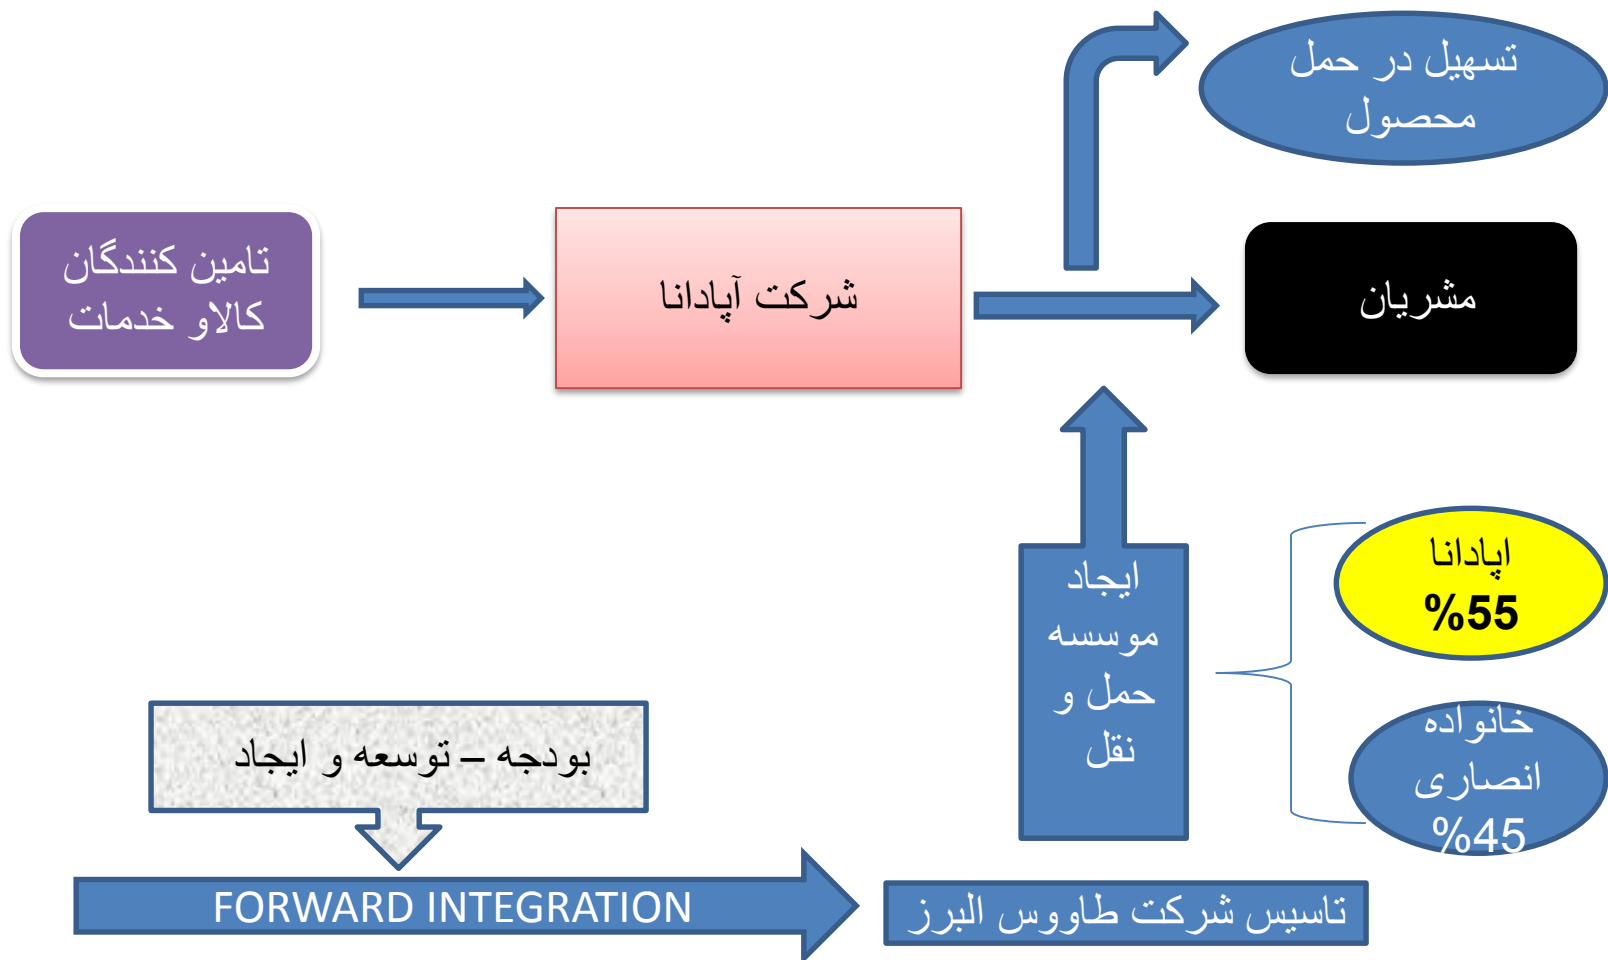 تسهیل در حمل
محصول
تامین کنندگان
کالاو خدمات
شرکت آپادانا
مشریان
ایجاد
موسسه
حمل و
نقل
اپادانا
%55
خانواده
انصاری
%45
بودجه – توسعه و ایجاد
FORWARD INTEGRATION
تاسیس شرکت طاووس البرز